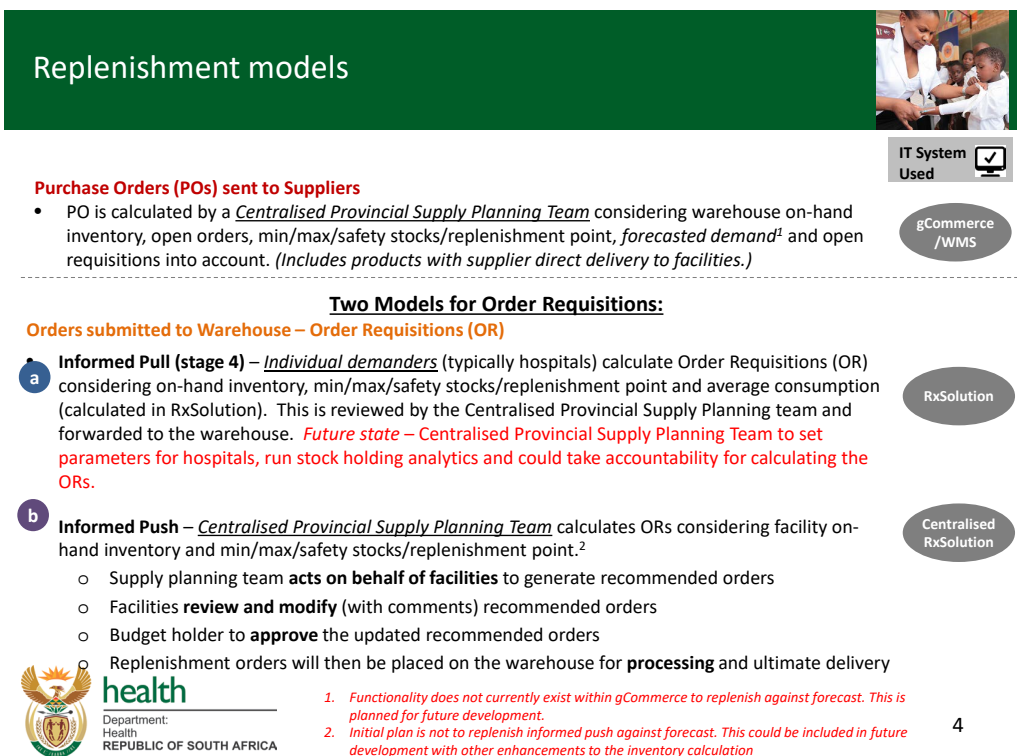 Replenishment models
IT System
Used
Purchase Orders (POs) sent to Suppliers
• PO is calculated by a Centralised Provincial Supply Planning Team considering warehouse on-hand
inventory, open orders, min/max/safety stocks/replenishment point, forecasted demand1 and open
requisitions into account. (Includes products with supplier direct delivery to facilities.)
gCommerce
/WMS
Two Models for Order Requisitions:
Orders submitted to Warehouse – Order Requisitions (OR)
a
• Informed Pull (stage 4) – Individual demanders (typically hospitals) calculate Order Requisitions (OR)
considering on-hand inventory, min/max/safety stocks/replenishment point and average consumption
(calculated in RxSolution). This is reviewed by the Centralised Provincial Supply Planning team and
forwarded to the warehouse. Future state – Centralised Provincial Supply Planning Team to set
parameters for hospitals, run stock holding analytics and could take accountability for calculating the
ORs.
RxSolution
b
Informed Push – Centralised Provincial Supply Planning Team calculates ORs considering facility on-
hand inventory and min/max/safety stocks/replenishment point.2
Centralised
RxSolution
o Supply planning team acts on behalf of facilities to generate recommended orders
o Facilities review and modify (with comments) recommended orders
o Budget holder to approve the updated recommended orders
o Replenishment orders will then be placed on the warehouse for processing and ultimate delivery
health
Department:
Health
REPUBLIC OF SOUTH AFRICA
1. Functionality does not currently exist within gCommerce to replenish against forecast. This is
planned for future development.
2. Initial plan is not to replenish informed push against forecast. This could be included in future
development with other enhancements to the inventory calculation
4